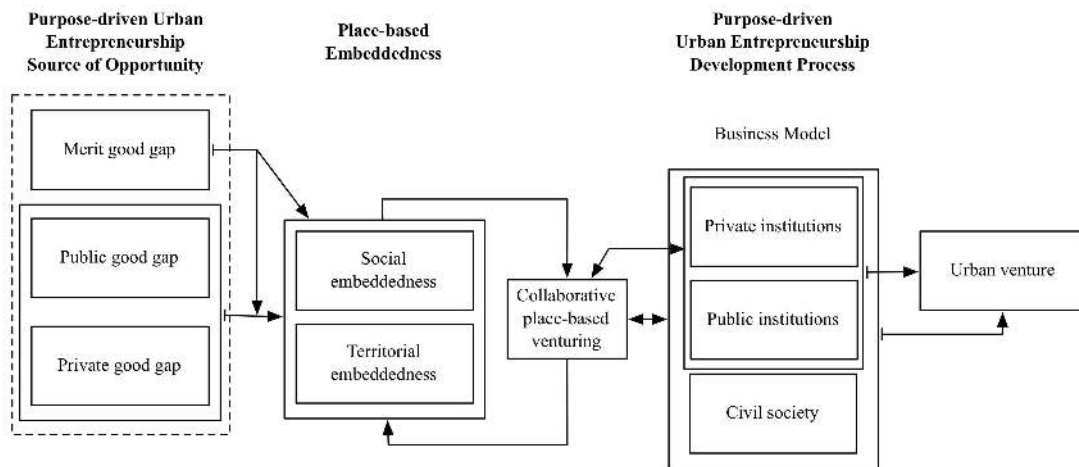 Purpose-driven Urban
Entrepreneurship
Source of Opportunity
Place-based
Embeddedness
Purpose-driven
Urban Entrepreneurship
Development Process
Merit good gap
Public good gap
Private good gap
Social
embeddedness
Territorial
embeddedness
Collaborative
place-based
venturing
Business Model
Private institutions
Public institutions
Civil society
Urban venture